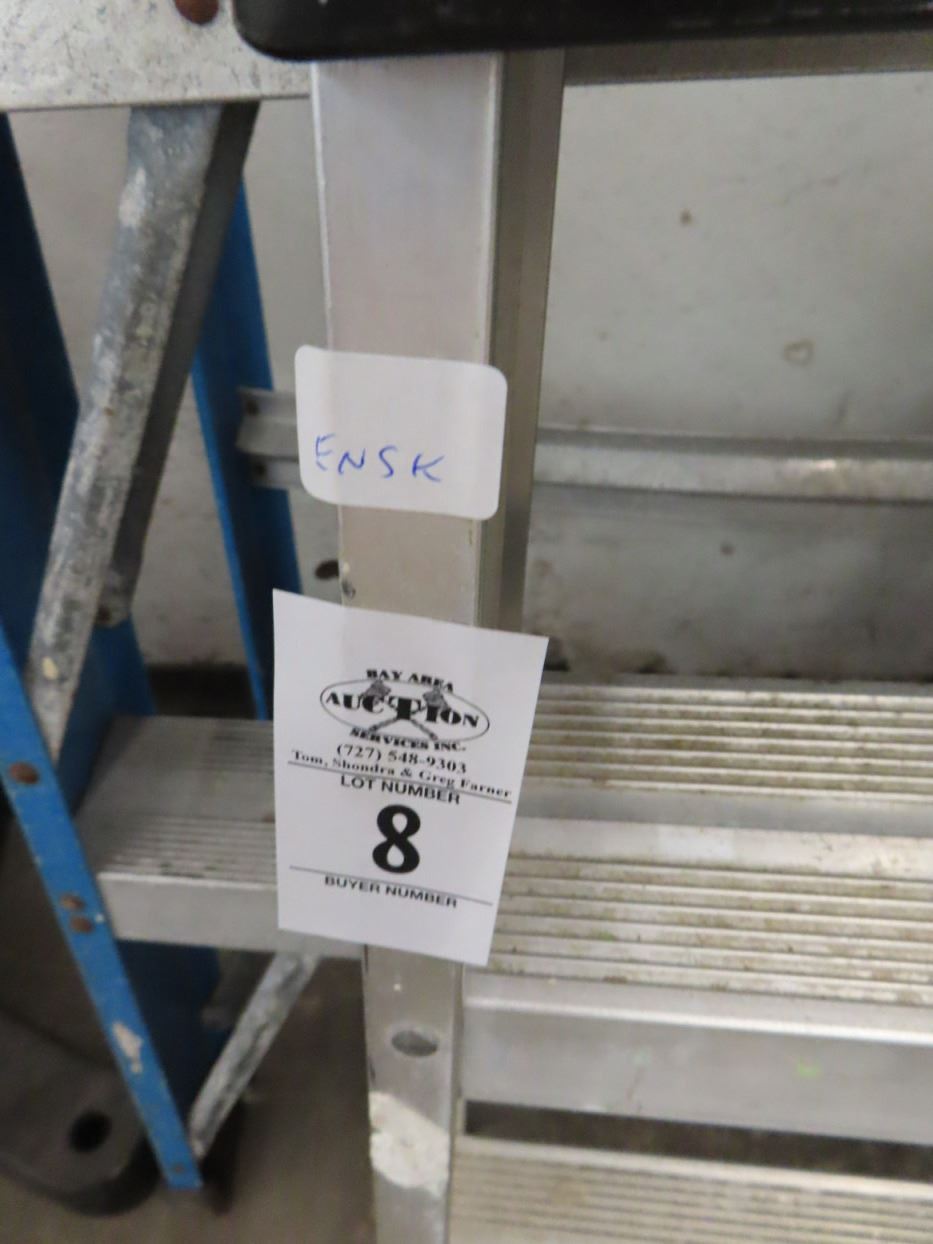 ENSK
BAY AREA
AUCTION
SERVICES INC.
(727) 548-9303
Tom, Shondra & Greg Farner
LOT NUMBER
8
BUYER NUMBER